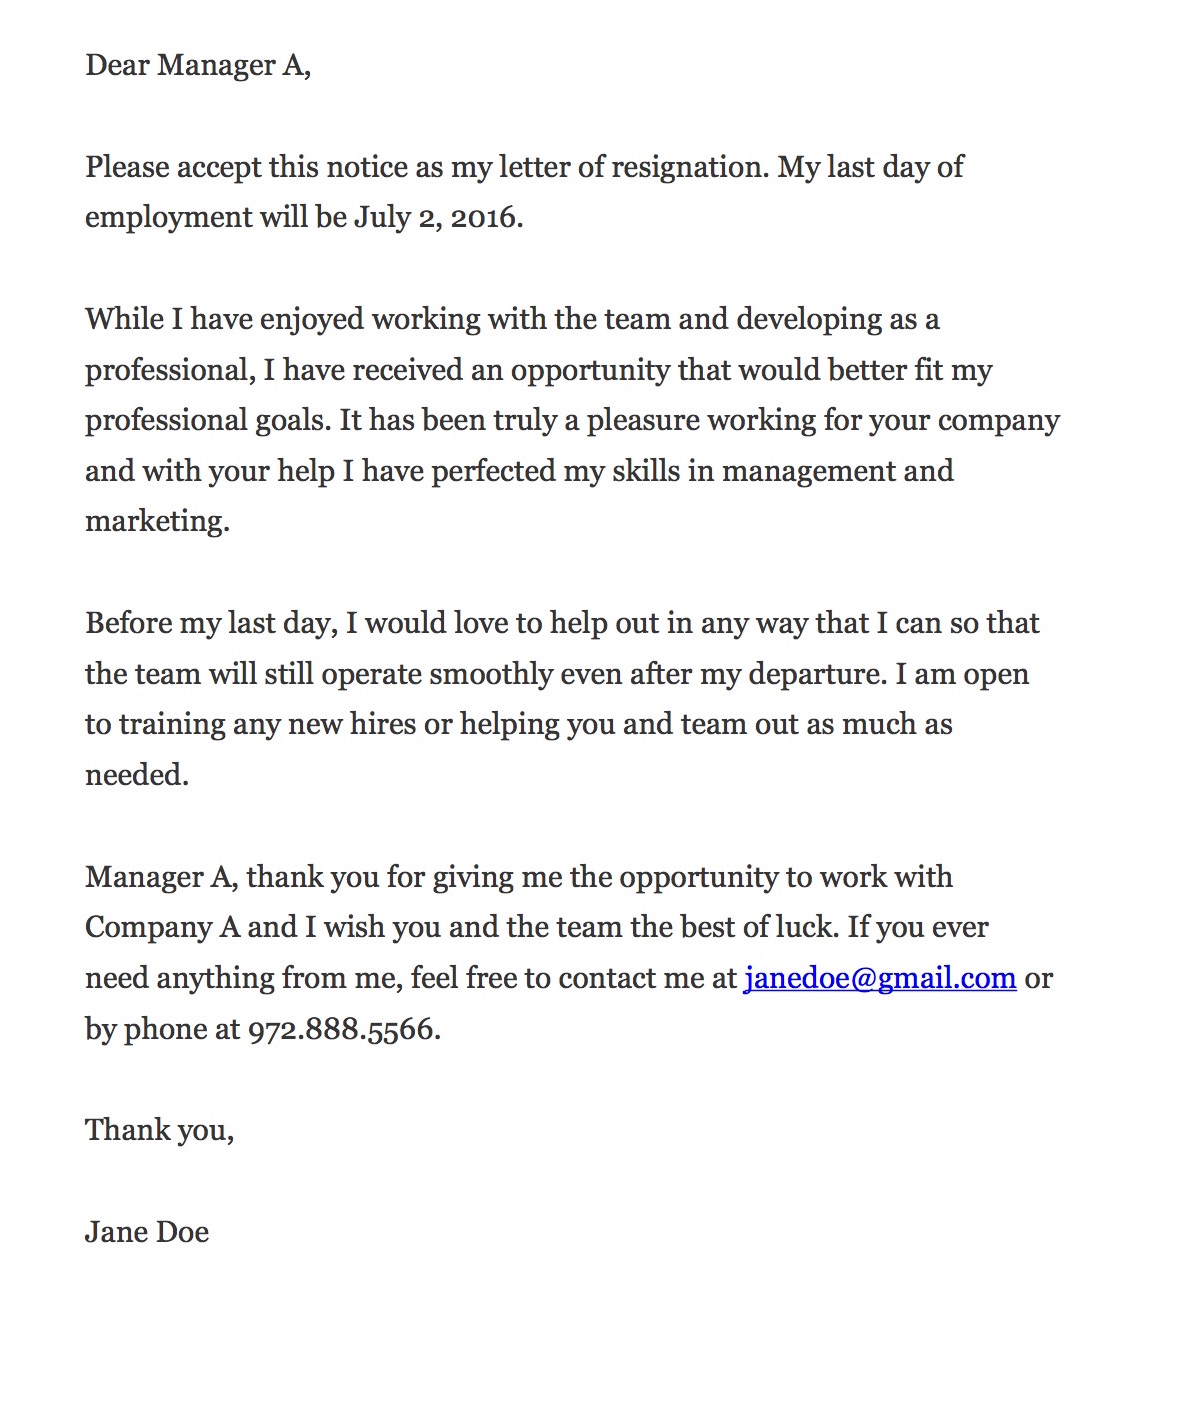 Dear Manager A,
Please accept this notice as my letter of resignation. My last day of
employment will be July 2, 2016.
While I have enjoyed working with the team and developing as a
professional, I have received an opportunity that would better fit my
professional goals. It has been truly a pleasure working for your company
and with your help I have perfected my skills in management and
marketing.
Before my last day, I would love to help out in any way that I can so that
the team will still operate smoothly even after my departure. I am open
to training any new hires or helping you and team out as much as
needed.
Manager A, thank you for giving me the opportunity to work with
Company A and I wish you and the team the best of luck. If you ever
need anything from me, feel free to contact me at janedoe@gmail.com or
by phone at 972.888.5566.
Thank you,
Jane Doe